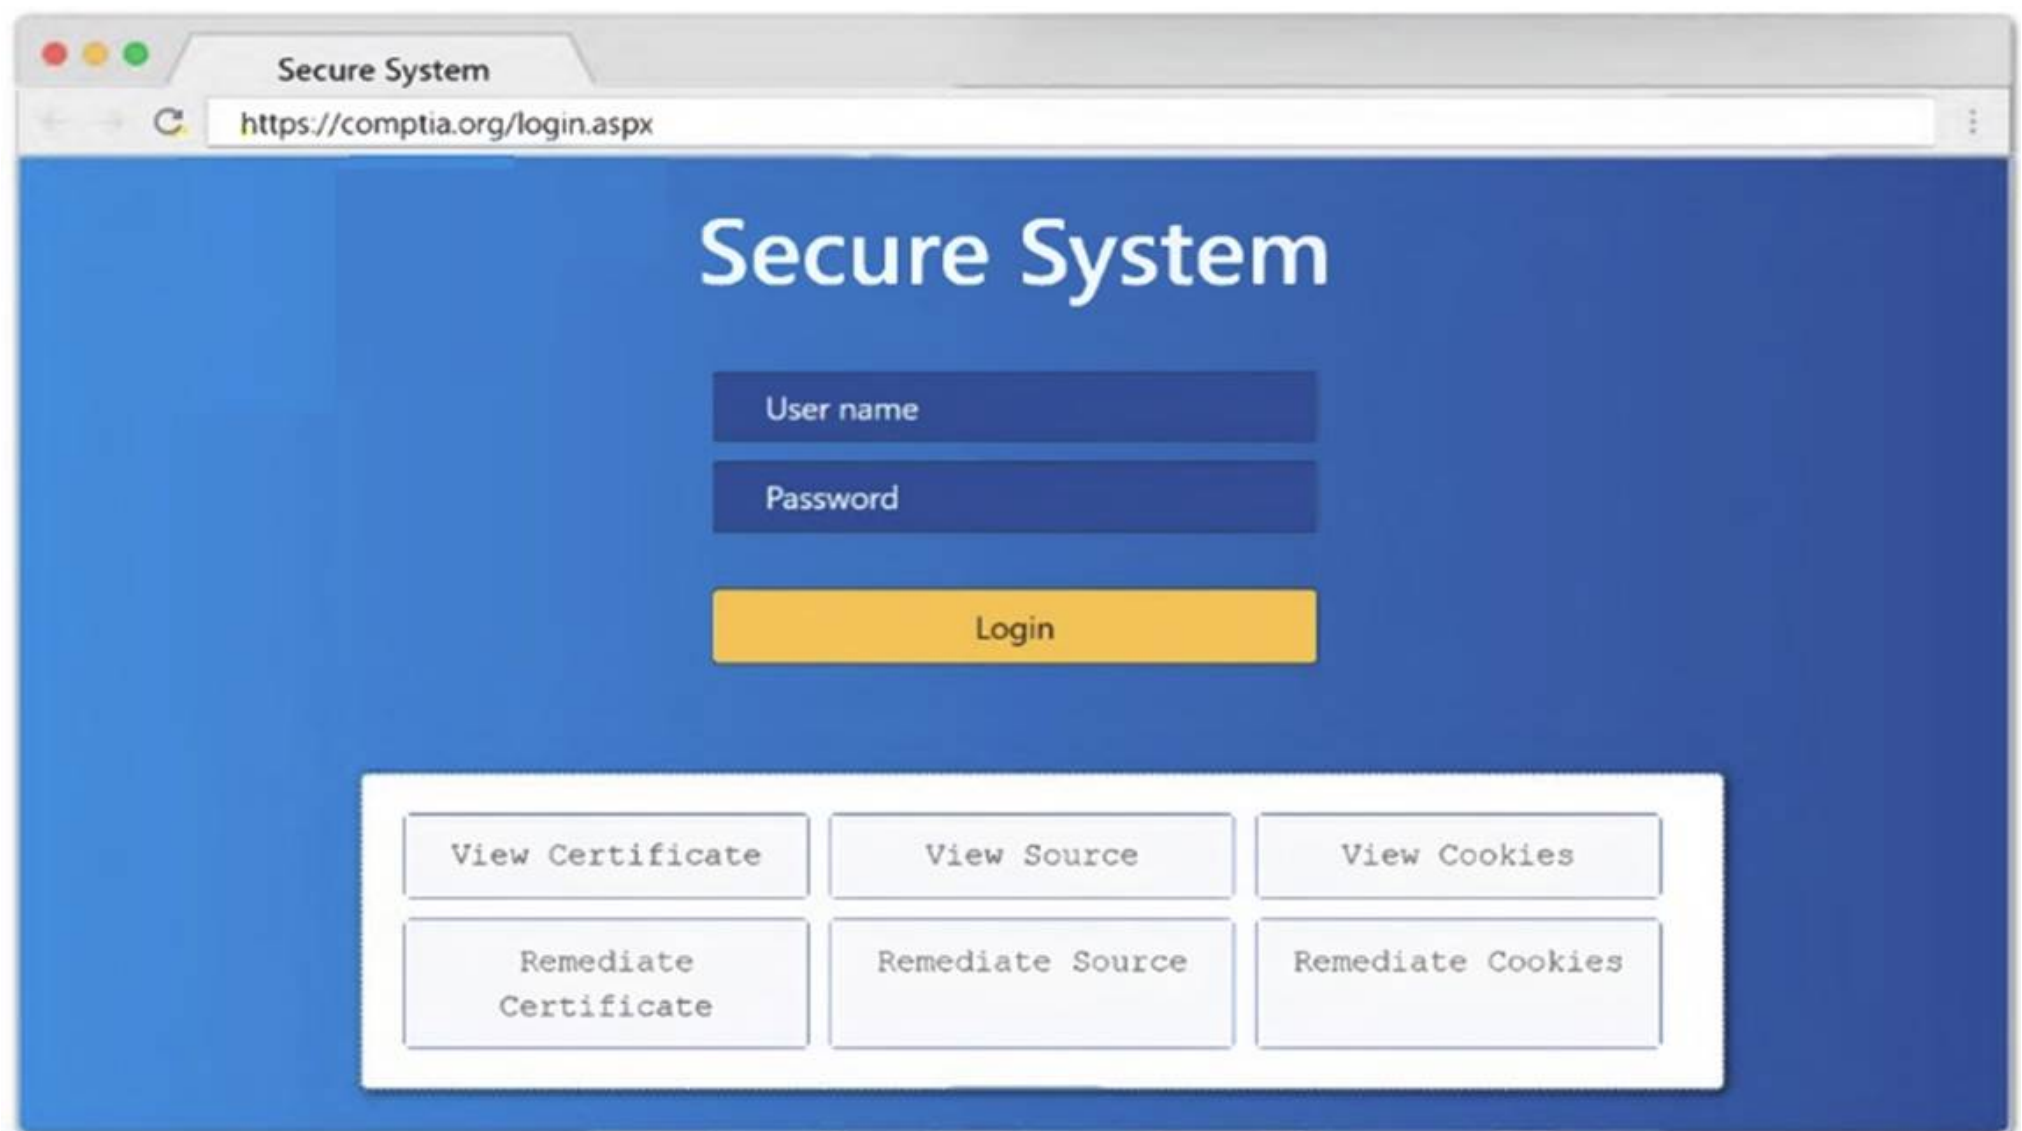 Secure System
https://comptia.org/login.aspx
Secure System
User name
Password
Login
View Certificate
View Source
View Cookies
Remediate
Certificate
Remediate Source
Remediate Cookies